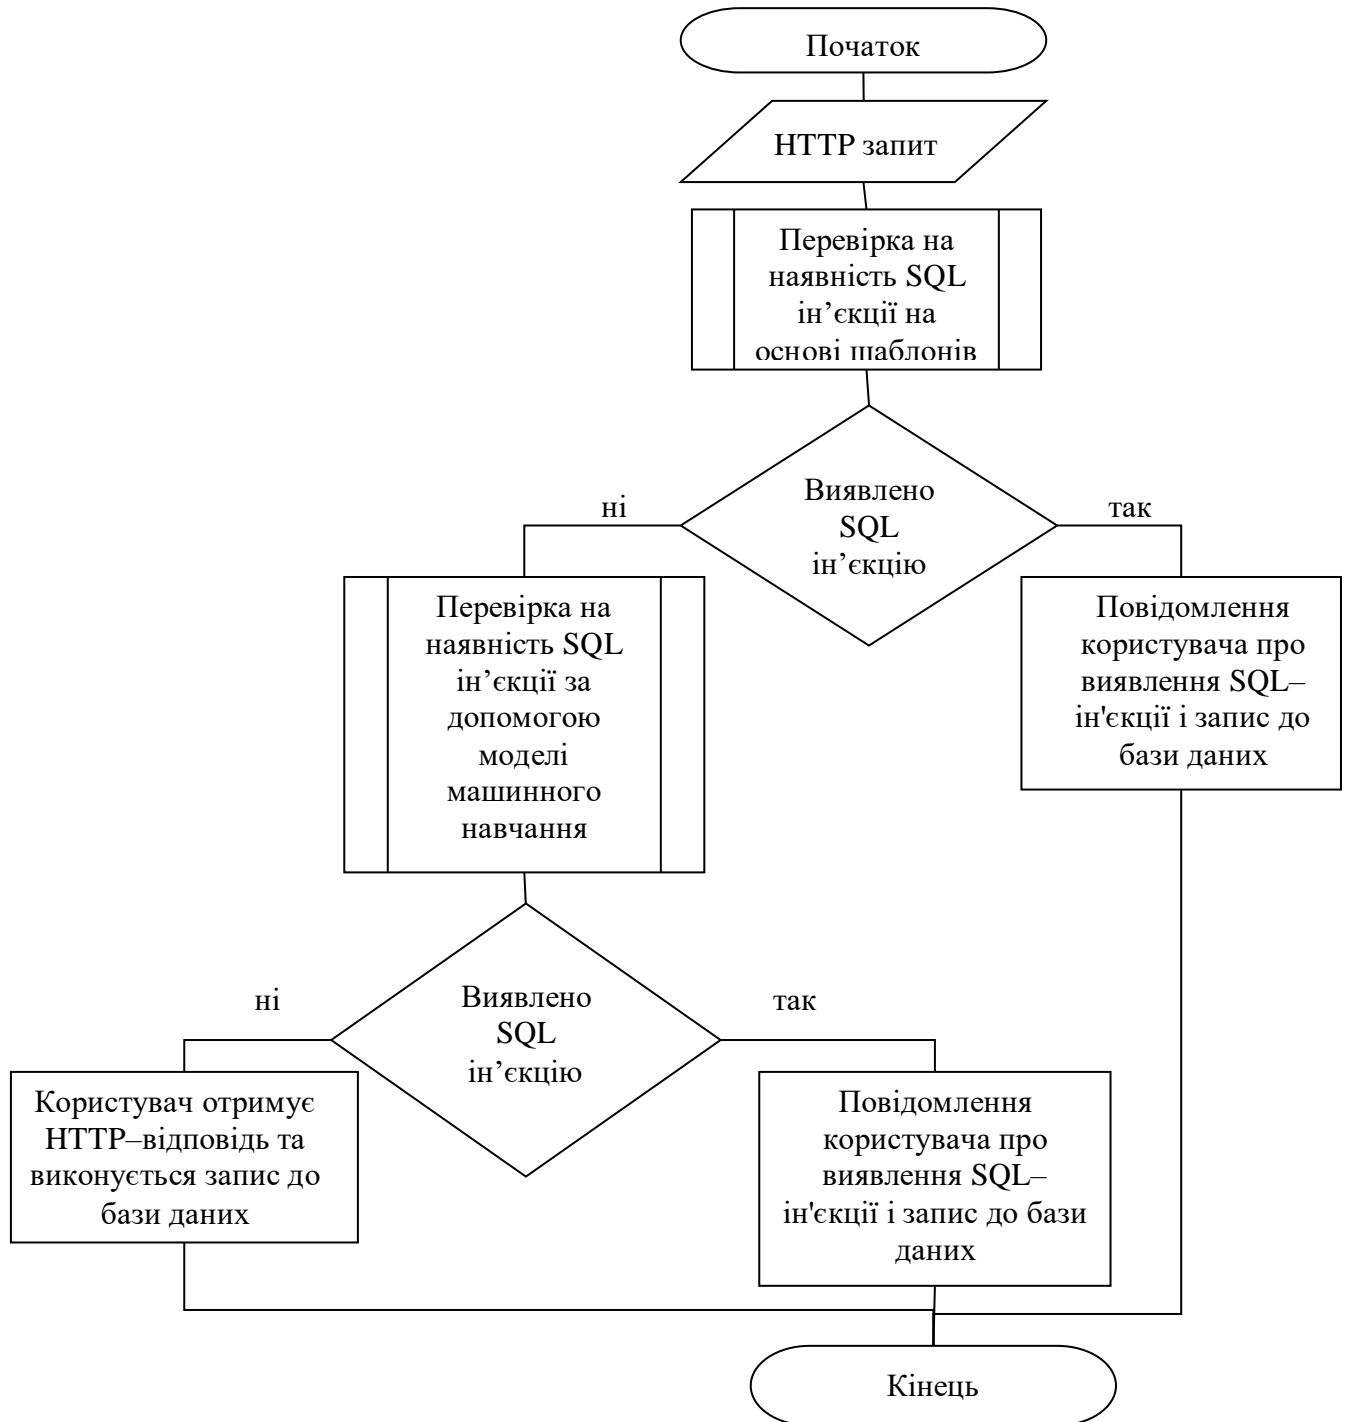 Початок
HTTP запит
Перевірка на
наявність SQL
ін’єкції на
основі шаблонів
Виявлено
SQL
ін’єкцію
ні
так
Перевірка на
наявність SQL
ін’єкції за
допомогою
моделі
машинного
навчання
Повідомлення
користувача про
виявлення SQL–
ін'єкції і запис до
бази даних
Виявлено
SQL
ін’єкцію
ні
так
Користувач отримує
HTTP–відповідь та
виконується запис до
бази даних
Повідомлення
користувача про
виявлення SQL–
ін'єкції і запис до бази
даних
Кінець